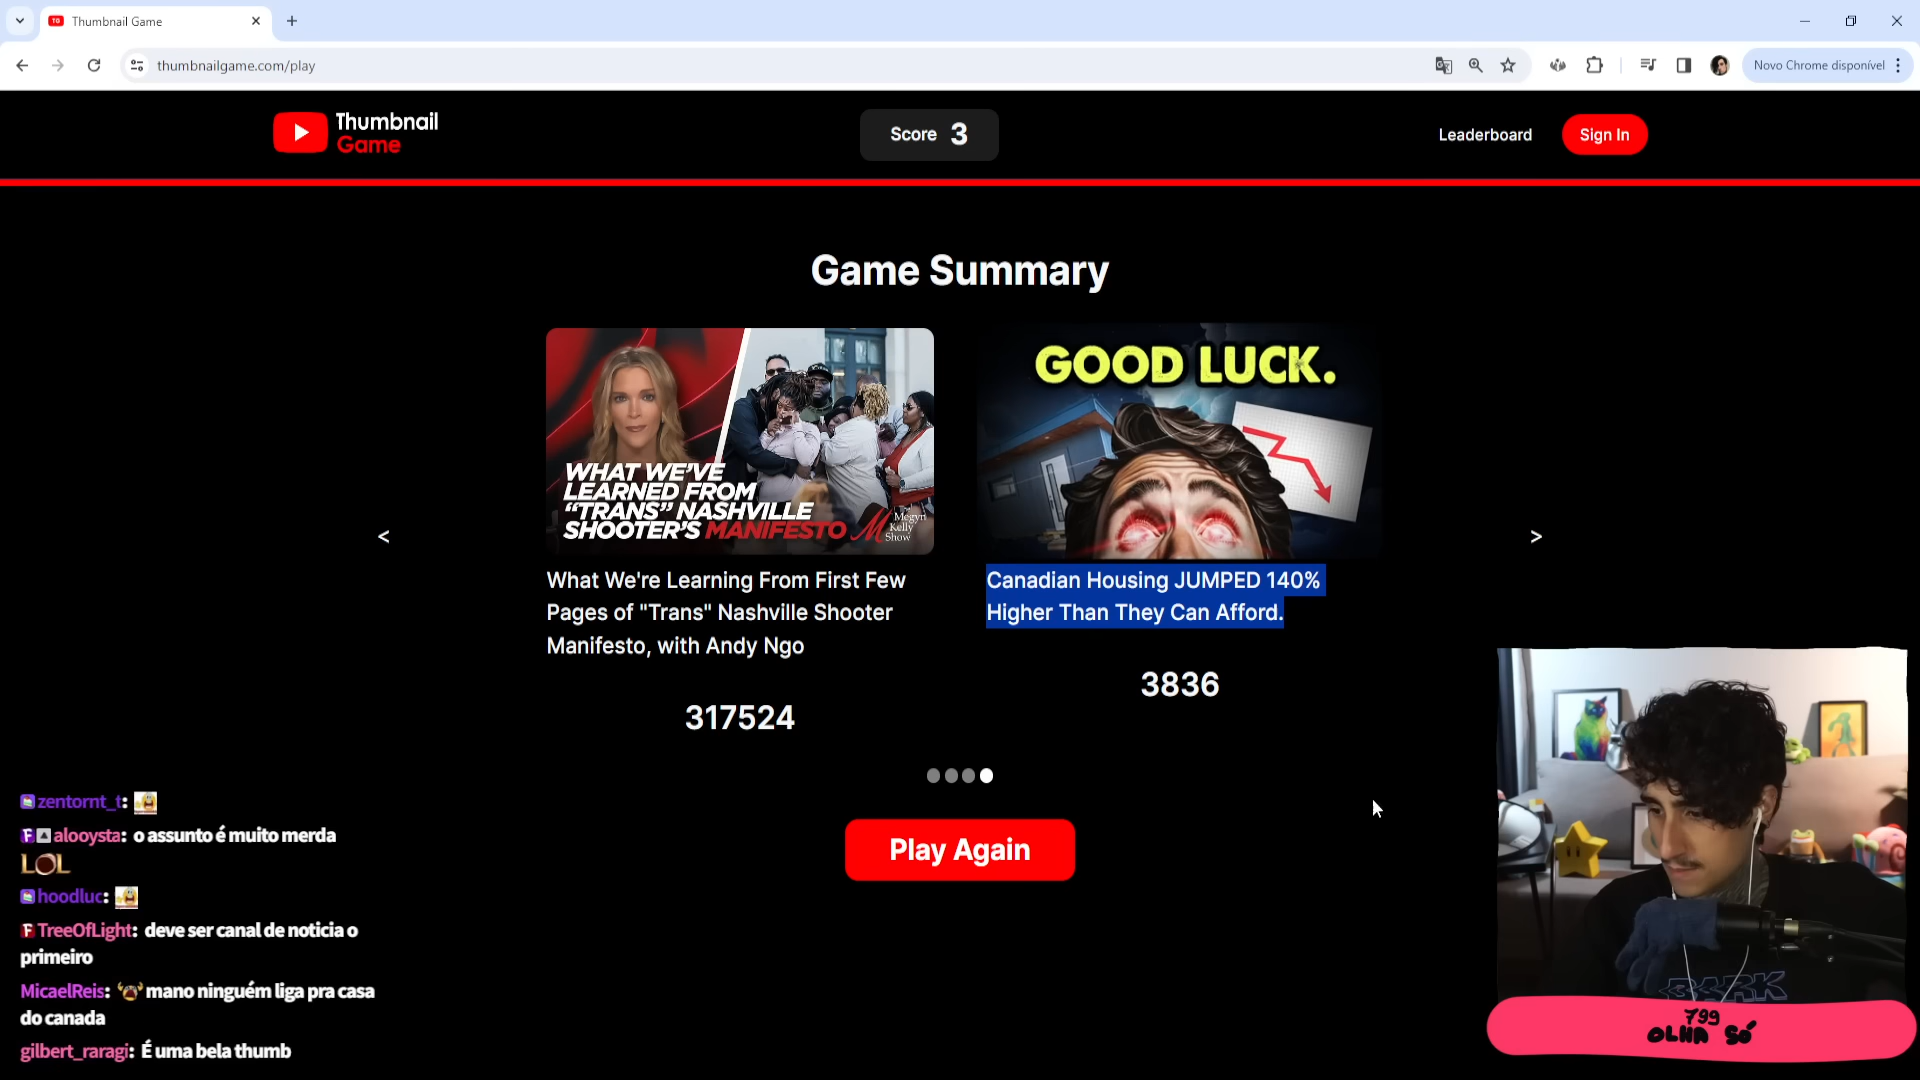 Thumbnail Game
thumbnailgame.com/play
Novo Chrome disponível
Thumbnail
Game
Score 3
Leaderboard
Sign In
Game Summary
WHAT WE'VE
LEARNED FROM
"TRANS" NASHVILLE
SHOOTER'S MANIFESTO
The
Megyn
Kelly
Show
GOOD LUCK.
<
>
What We're Learning From First Few
Pages of "Trans" Nashville Shooter
Manifesto, with Andy Ngo
317524
Canadian Housing JUMPED 140%
Higher Than They Can Afford.
3836
Play Again
zentornt_t:
alooysta: o assunto é muito merda
LOL
hoodluc:
TreeOfLight: deve ser canal de noticia o
primeiro
MicaelReis: mano ninguém liga pra casa
do canada
gilbert_raragi: É uma bela thumb
DARK
799
OLHA SÓ